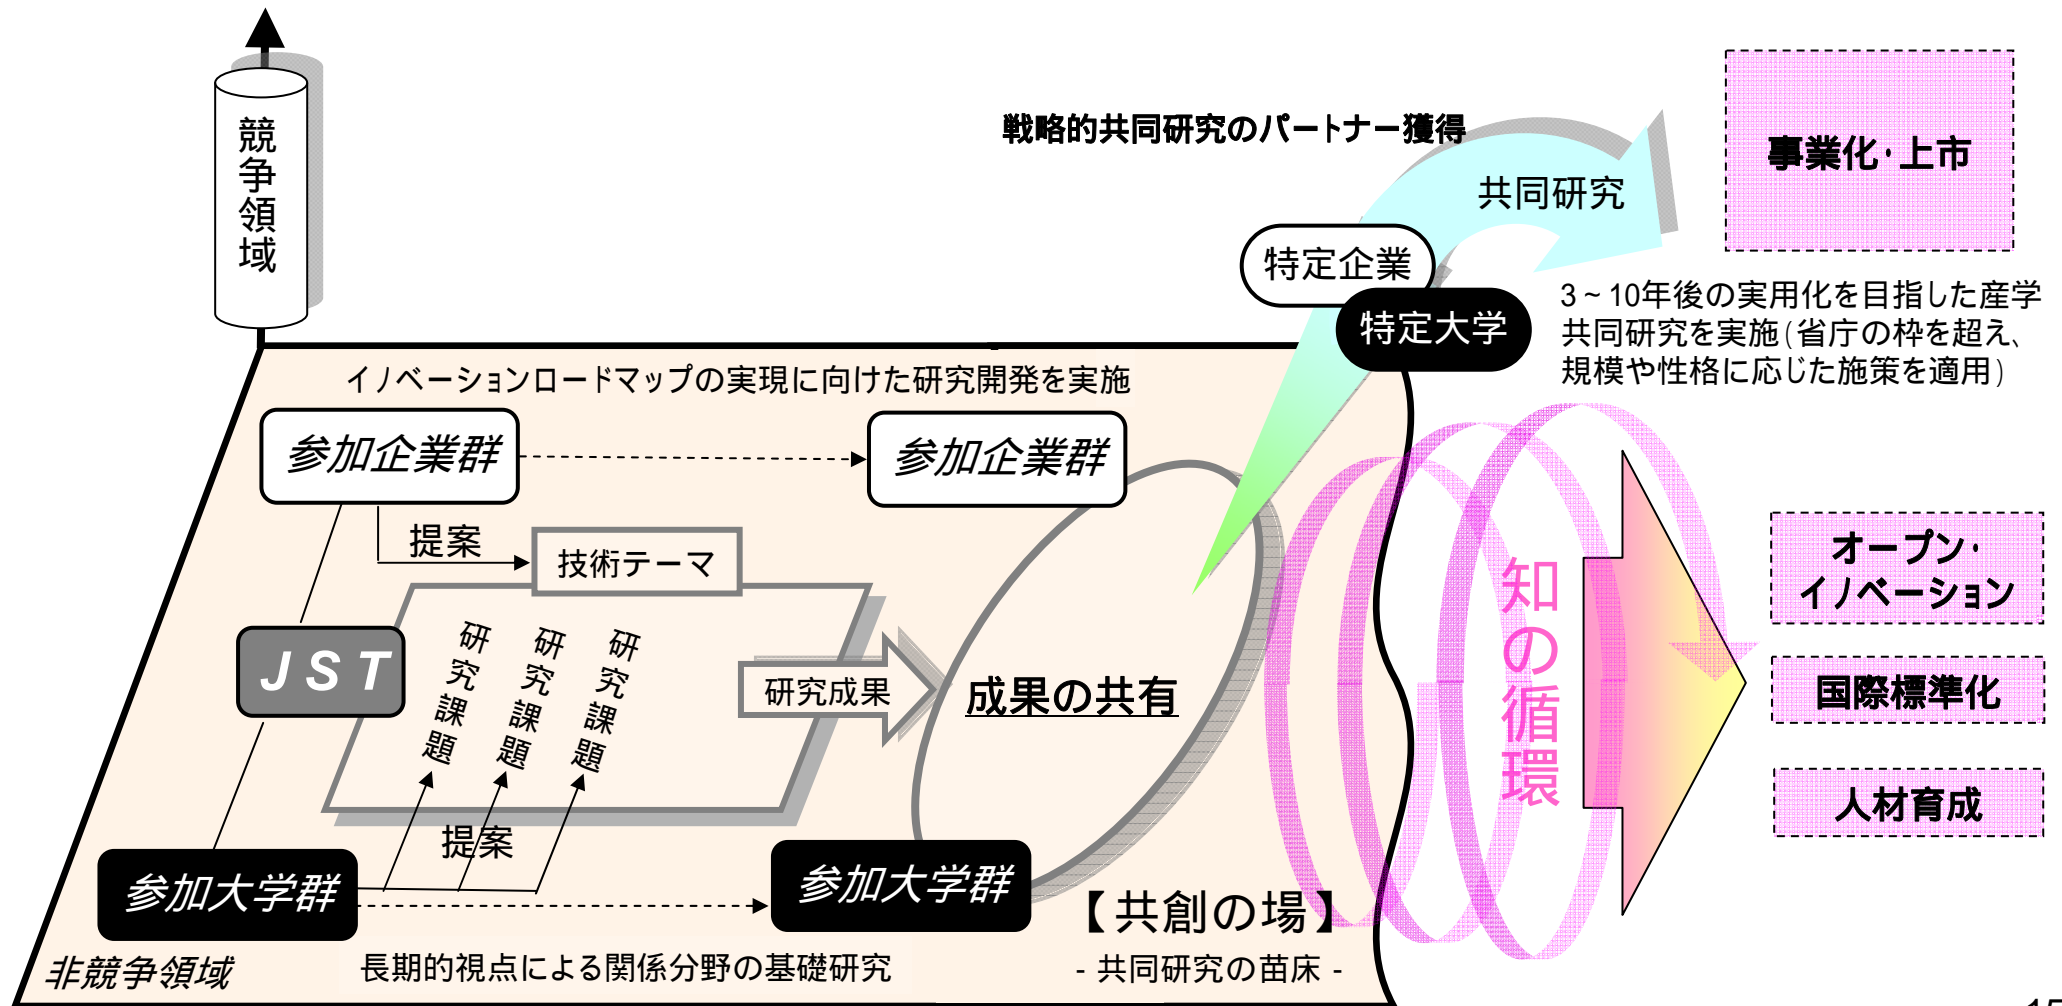 競争領域
戦略的共同研究のパートナー獲得
共同研究
事業化・上市
特定企業
特定大学
3~10年後の実用化を目指した産学
共同研究を実施(省庁の枠を超え、
規模や性格に応じた施策を適用)
イノベーションロードマップの実現に向けた研究開発を実施
参加企業群
参加企業群
提案
技術テーマ
JST
研究課題
研究課題
研究課題
研究成果
成果の共有
知の循環
オープン・
イノベーション
国際標準化
人材育成
提案
参加大学群
参加大学群
【共創の場】
- 共同研究の苗床 -
非競争領域
長期的視点による関係分野の基礎研究